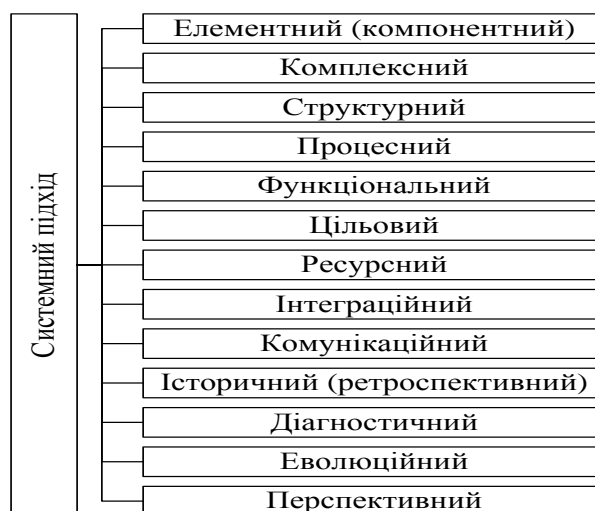 Системний підхід
Елементний (компонентний)
Комплексний
Структурний
Процесний
Функціональний
Цільовий
Ресурсний
Інтеграційний
Комунікаційний
Історичний (ретроспективний)
Діагностичний
Еволюційний
Перспективний